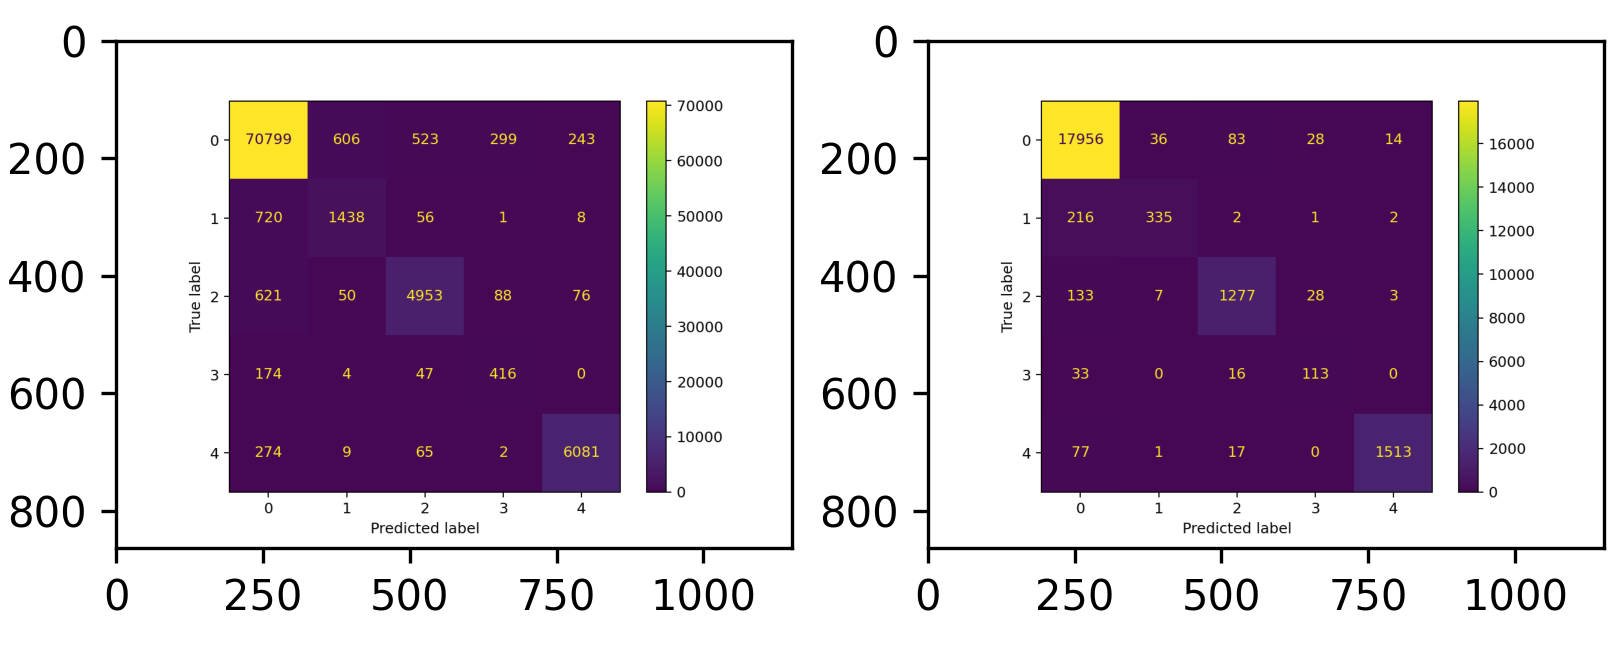 0
200
400
600
800
0 250 500 750 1000
True label
0
1
2
3
4
70799 606 523 299 243
720 1438 56 1 8
621 50 4953 88 76
174 4 47 416 0
274 9 65 2 6081
0 1 2 3 4
Predicted label
70000
60000
50000
40000
30000
20000
10000
0
0
200
400
600
800
0 250 500 750 1000
True label
0
1
2
3
4
17956 36 83 28 14
216 335 2 1 2
133 7 1277 28 3
33 0 16 113 0
77 1 17 0 1513
0 1 2 3 4
Predicted label
16000
14000
12000
10000
8000
6000
4000
2000
0